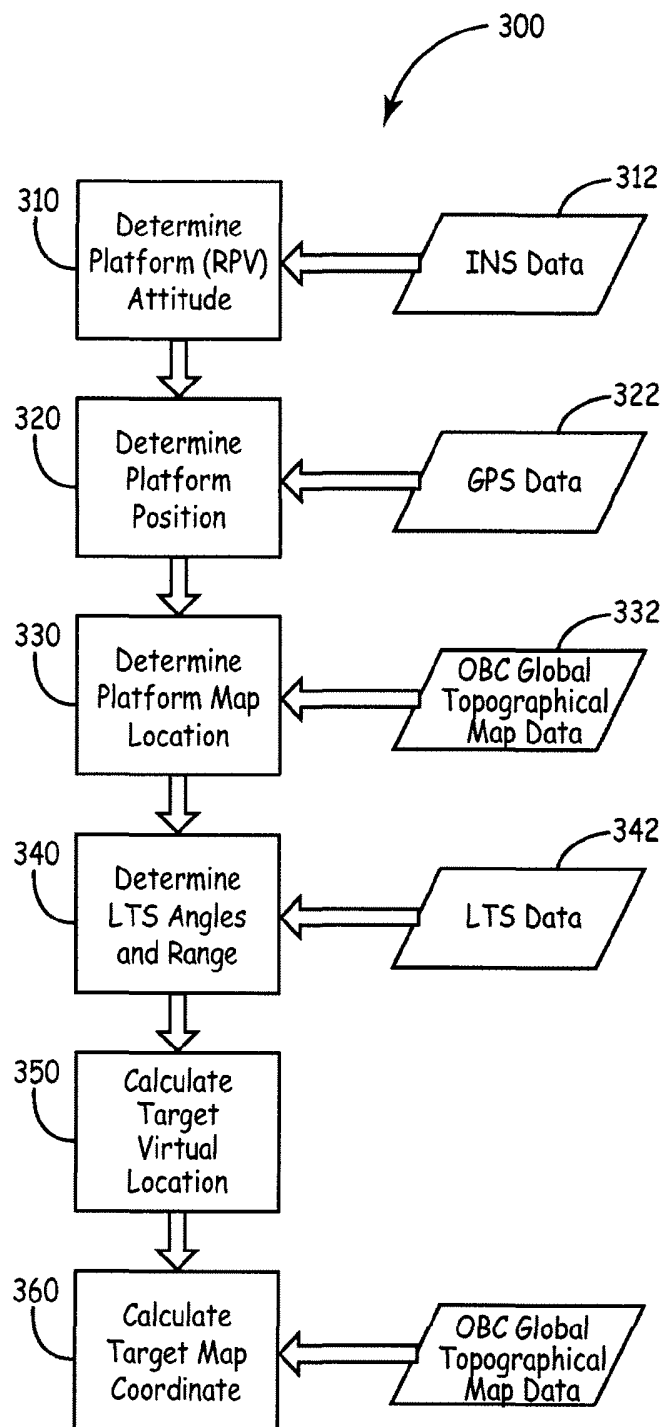 300
310
Determine
Platform (RPV)
Attitude
312
INS Data
320
Determine
Platform
Position
322
GPS Data
330
Determine
Platform Map
Location
332
OBC Global
Topographical
Map Data
340
Determine
LTS Angles
and Range
342
LTS Data
350
Calculate
Target
Virtual
Location
360
Calculate
Target Map
Coordinate
OBC Global
Topographical
Map Data